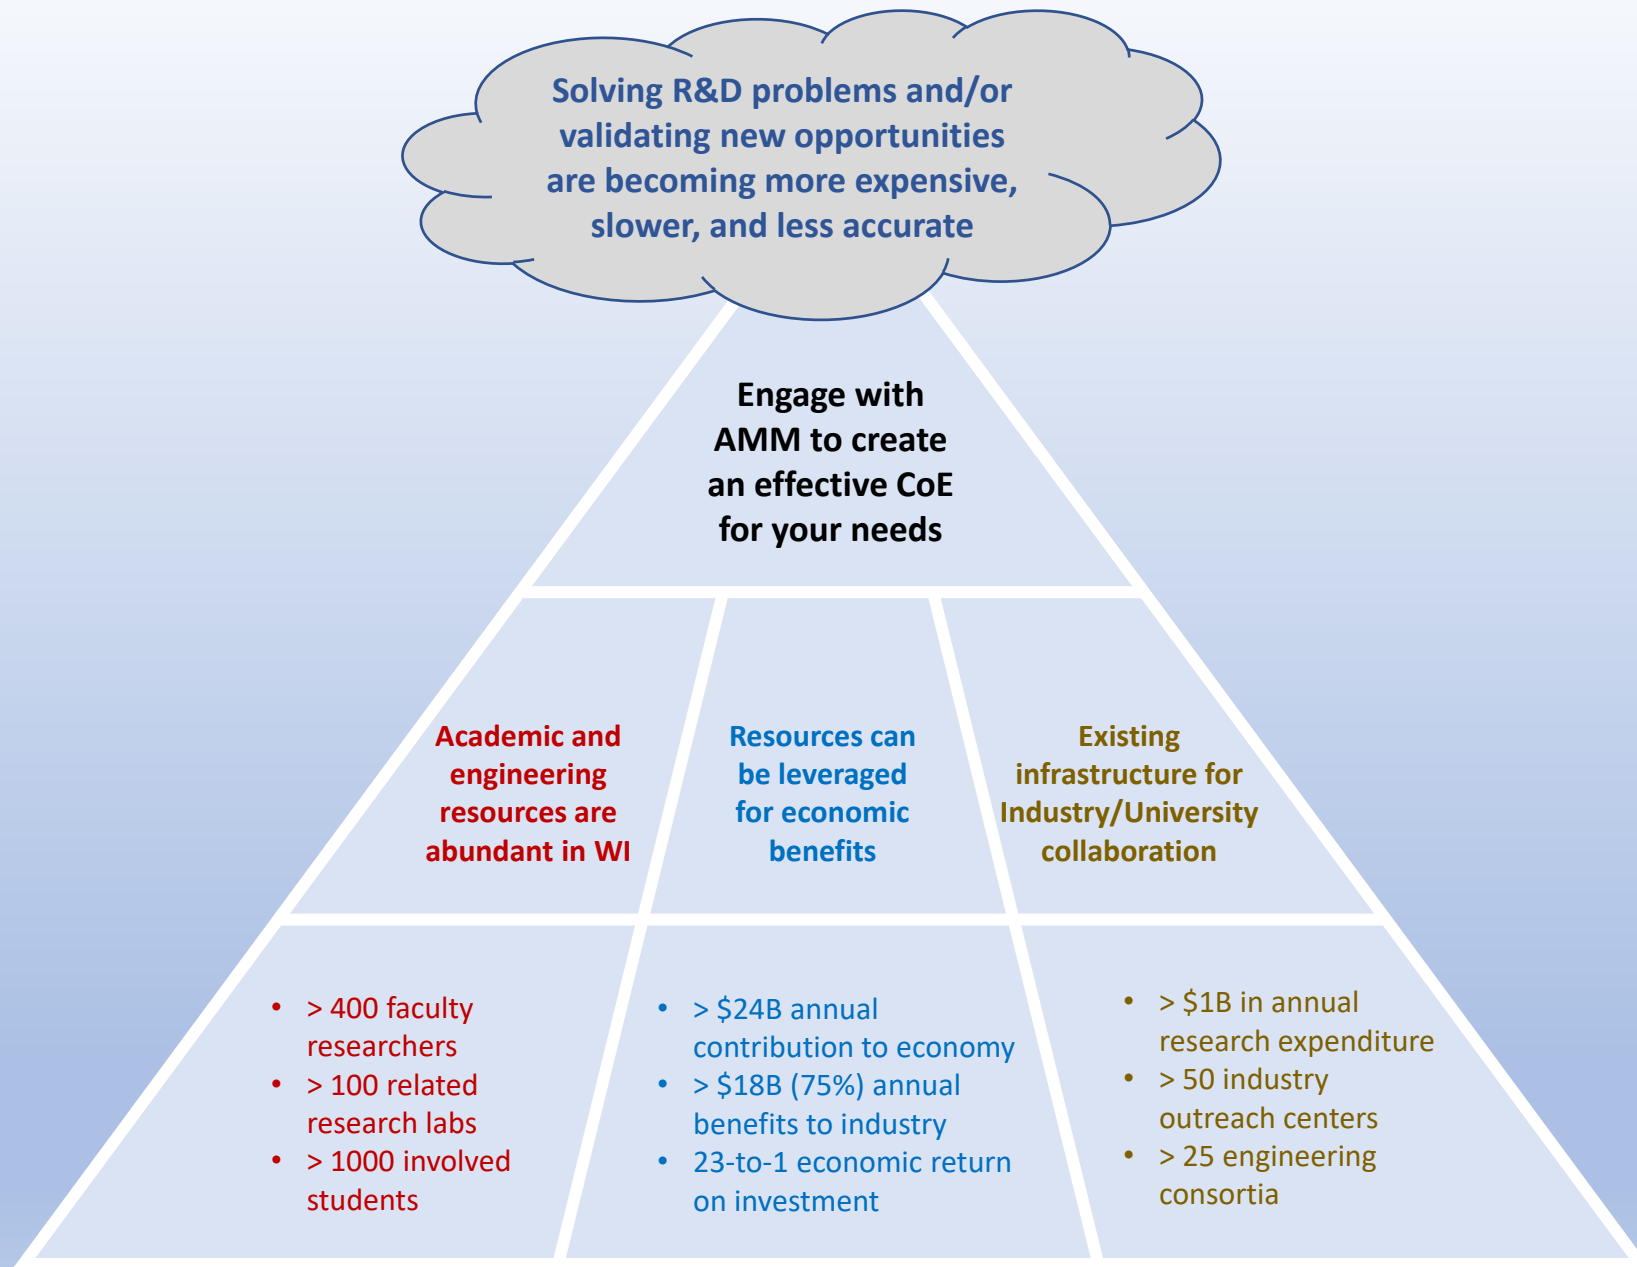 Solving R&D problems and/or
validating new opportunities
are becoming more expensive,
slower, and less accurate
Engage with
AMM to create
an effective CoE
for your needs
Academic and
engineering
resources are
abundant in WI
Resources can
be leveraged
for economic
benefits
Existing
infrastructure for
Industry/University
collaboration
• > 400 faculty
researchers
• > 100 related
research labs
• > 1000 involved
students
• > $24B annual
contribution to economy
• > $18B (75%) annual
benefits to industry
• 23-to-1 economic return
on investment
• > $1B in annual
research expenditure
• > 50 industry
outreach centers
• > 25 engineering
consortia